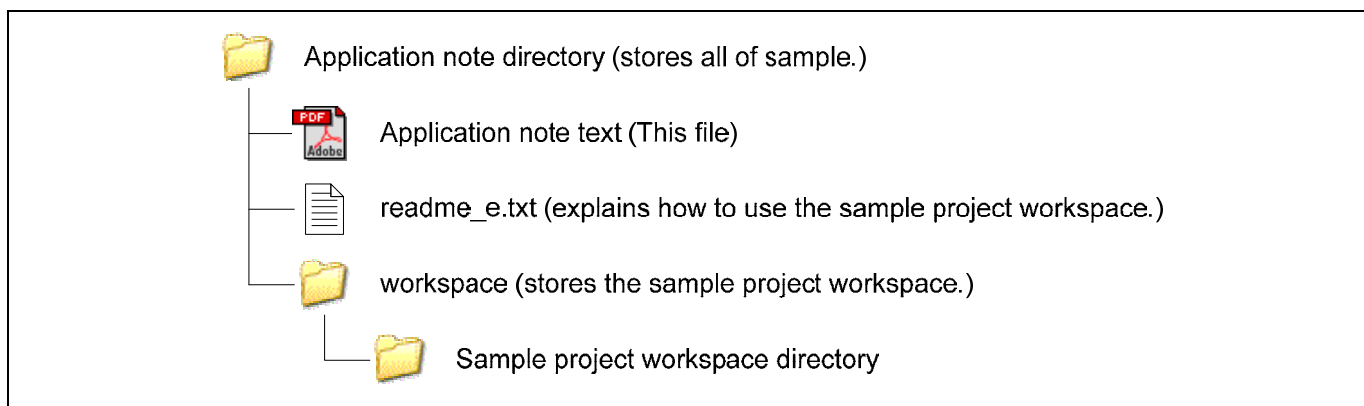 Application note directory (stores all of sample.)
PDF
Adobe
Application note text (This file)
readme_e.txt (explains how to use the sample project workspace.)
workspace (stores the sample project workspace.)
Sample project workspace directory